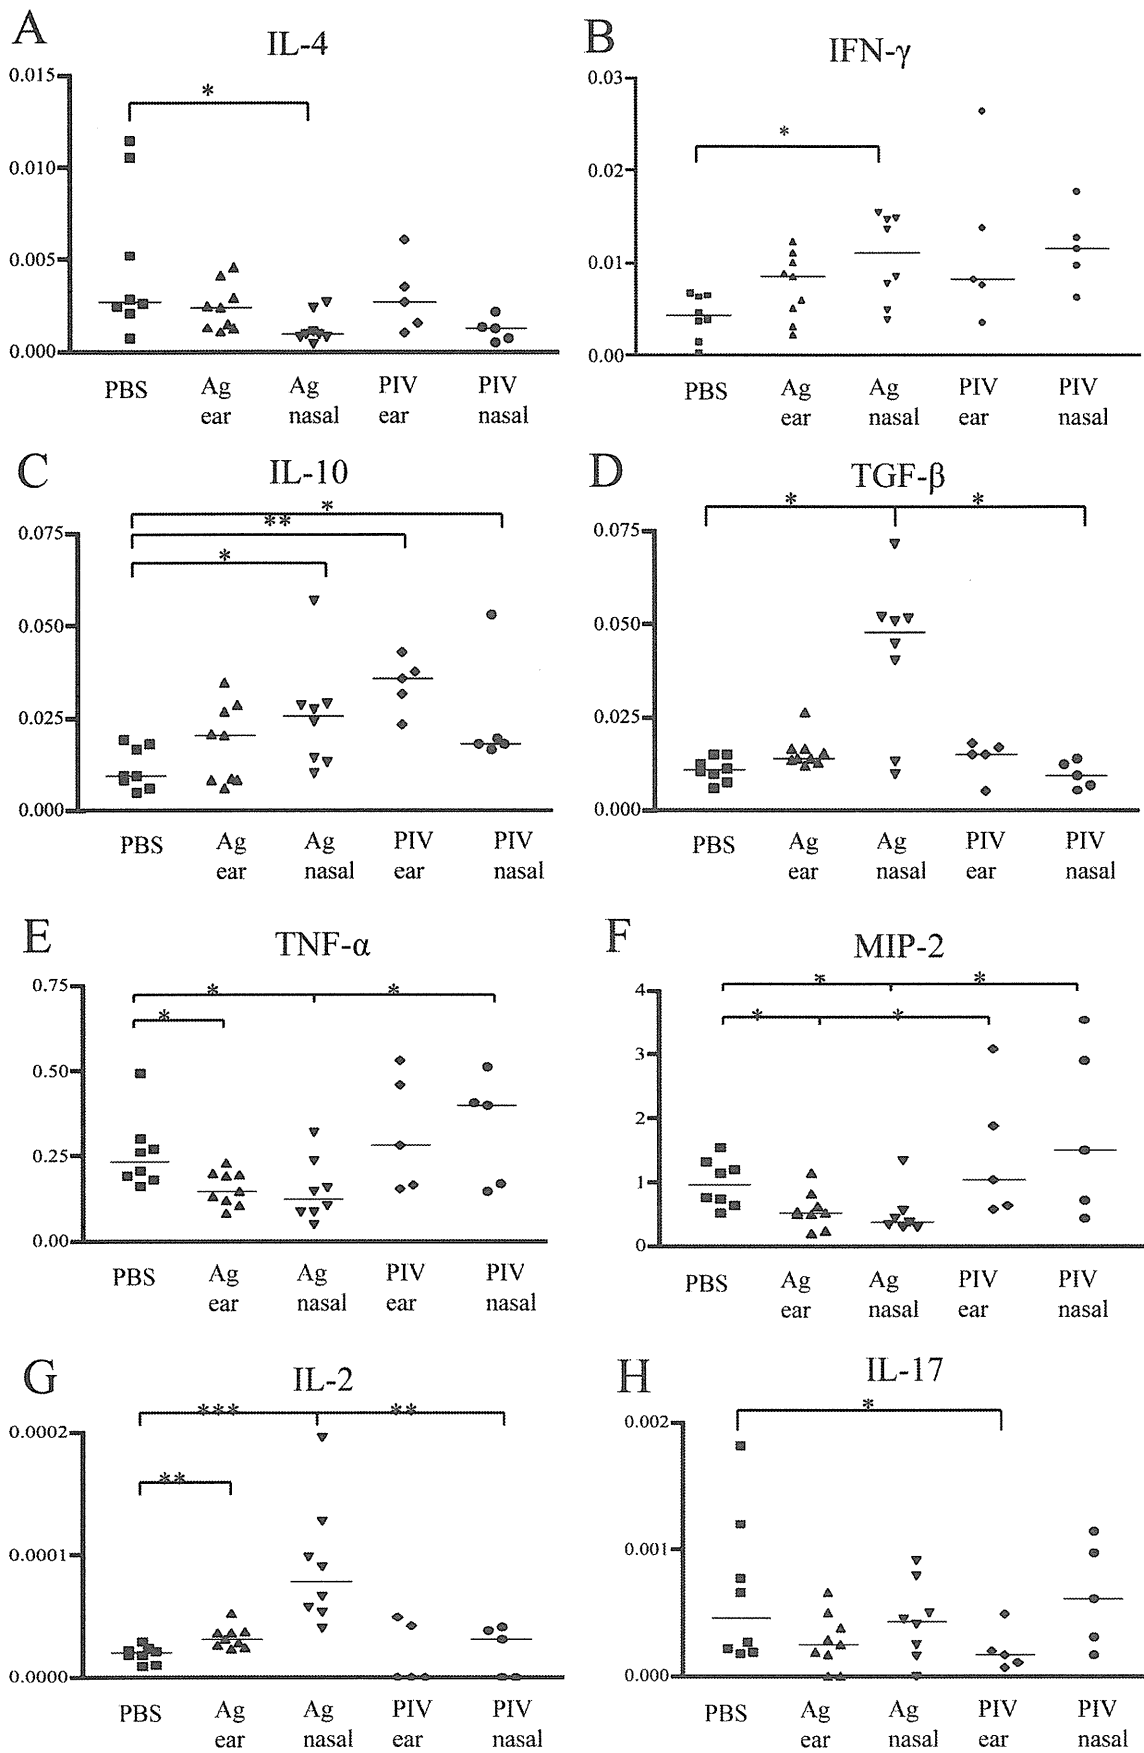 A
IL-4
*
0.015
0.010
0.005
0.000
PBS
Ag ear
Ag nasal
PIV ear
PIV nasal
B
IFN-γ
*
0.03
0.02
0.01
0.00
PBS
Ag ear
Ag nasal
PIV ear
PIV nasal
C
IL-10
*
**
*
0.075
0.050
0.025
0.000
PBS
Ag ear
Ag nasal
PIV ear
PIV nasal
D
TGF-β
* *
0.075
0.050
0.025
0.000
PBS
Ag ear
Ag nasal
PIV ear
PIV nasal
E
TNF-α
* *
*
0.75
0.50
0.25
0.00
PBS
Ag ear
Ag nasal
PIV ear
PIV nasal
F
MIP-2
* *
* *
4
3
2
1
0
PBS
Ag ear
Ag nasal
PIV ear
PIV nasal
G
IL-2
*** **
**
0.0002
0.0001
0.0000
PBS
Ag ear
Ag nasal
PIV ear
PIV nasal
H
IL-17
*
0.002
0.001
0.000
PBS
Ag ear
Ag nasal
PIV ear
PIV nasal